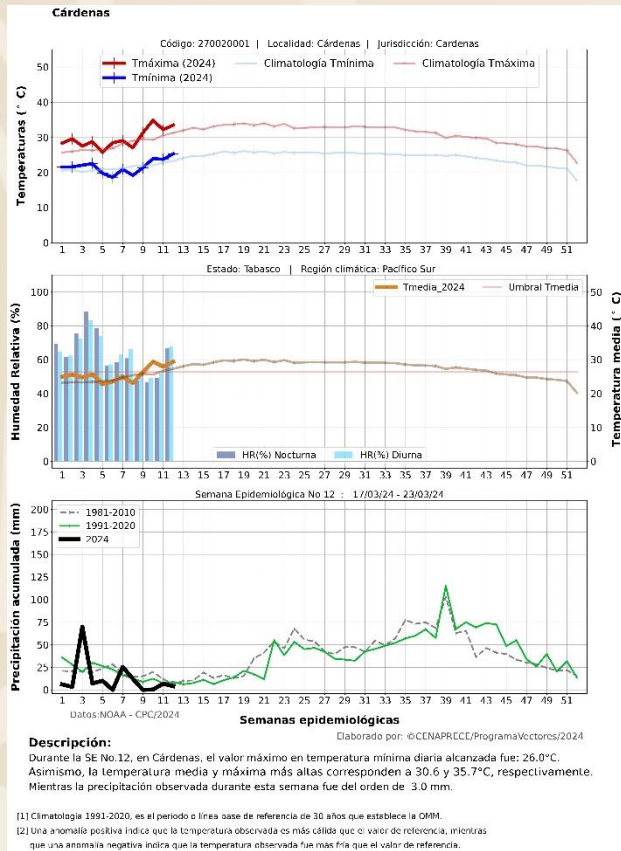 Cárdenas
Código: 270020001 | Localidad: Cárdenas | Jurisdicción: Cardenas
Temperaturas (° C)
50
40
30
20
10
0
Tmáxima (2024)
Tmínima (2024)
Climatología Tmínima
Climatología Tmáxima
1 3 5 7 9 11 13 15 17 19 21 23 25 27 29 31 33 35 37 39 41 43 45 47 49 51
Estado: Tabasco | Región climática: Pacífico Sur
Humedad Relativa (%)
100
80
60
40
20
0
Tmedia_2024
Umbral Tmedia
50
40
30
20
10
0
Temperatura media (° C)
HR(%) Nocturna
HR(%) Diurna
1 3 5 7 9 11 13 15 17 19 21 23 25 27 29 31 33 35 37 39 41 43 45 47 49 51
Semana Epidemiológica No 12 : 17/03/24 - 23/03/24
Precipitación acumulada (mm)
200
175
150
125
100
75
50
25
0
1981-2010
1991-2020
2024
1 3 5 7 9 11 13 15 17 19 21 23 25 27 29 31 33 35 37 39 41 43 45 47 49 51
Datos:NOAA - CPC/2024
Semanas epidemiológicas
Elaborado por: ©CENAPRECE/ProgramaVectores/2024
Descripción:
Durante la SE No.12, en Cárdenas, el valor máximo en temperatura mínima diaria alcanzada fue: 26.0°C.
Asimismo, la temperatura media y máxima más altas corresponden a 30.6 y 35.7°C, respectivamente.
Mientras la precipitación observada durante esta semana fue del orden de 3.0 mm.
[1] Climatología 1991-2020, es el periodo o línea base de referencia de 30 años que establece la OMM.
[2] Una anomalía positiva indica que la temperatura observada es más cálida que el valor de referencia, mientras
que una anomalía negativa indica que la temperatura observada fue más fría que el valor de referencia.